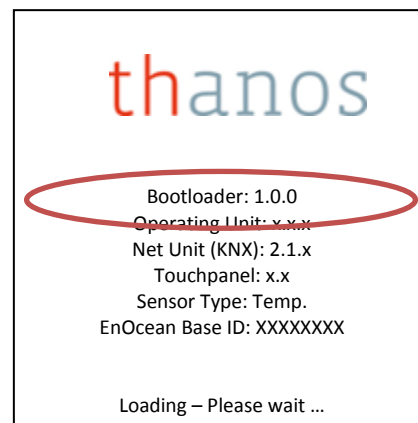 thanos
Bootloader: 1.0.0
Operating Unit: x.x.x
Net Unit (KNX): 2.1.x
Touchpanel: x.x
Sensor Type: Temp.
EnOcean Base ID: XXXXXXXX
Loading – Please wait ...